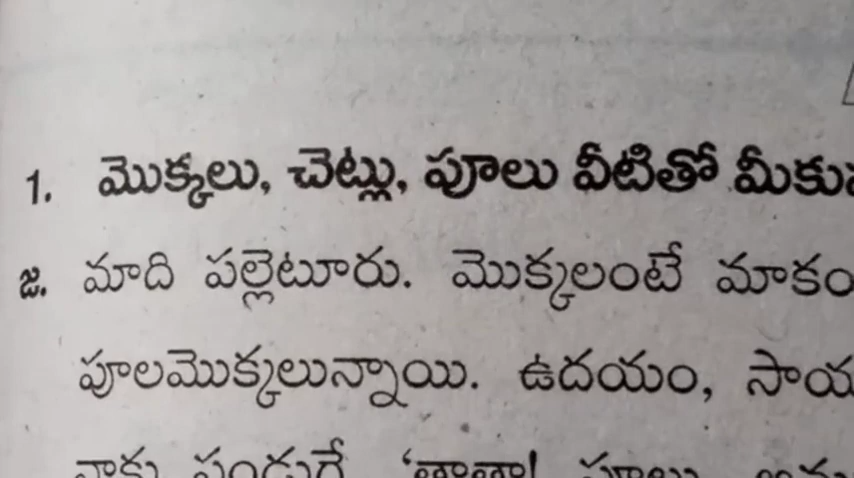 1. మొక్కలు, చెట్లు, పూలు వీటితో
జ. మాది పల్లెటూరు. మొక్కలంటే
పూలమొక్కలున్నాయి. ఉదయం,
నాకు పండుగే. 'తాతా! పూలు